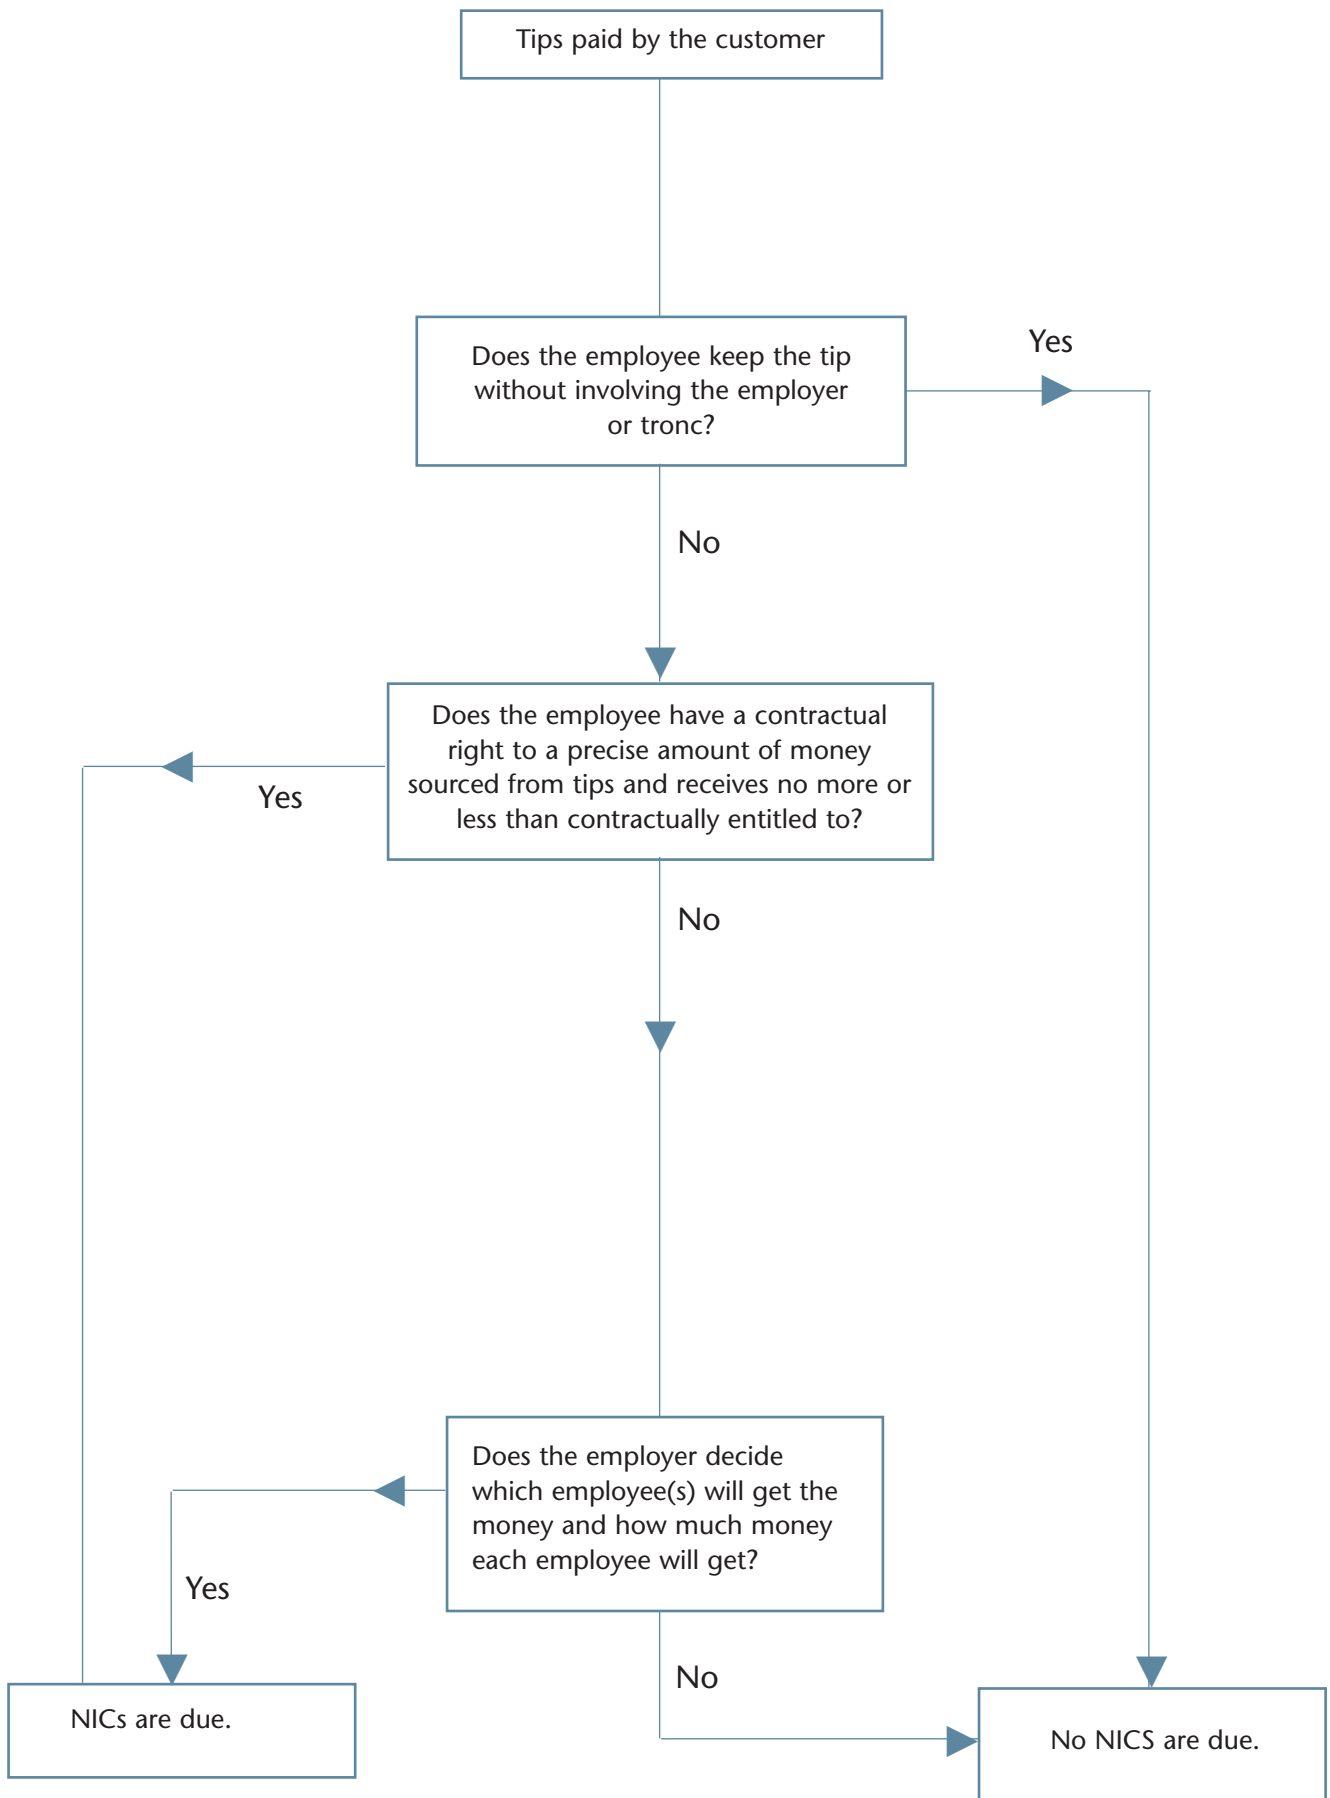 Tips paid by the customer
Does the employee keep the tip
without involving the employer
or tronc?
Yes
No
Does the employee have a contractual
right to a precise amount of money
sourced from tips and receives no more or
less than contractually entitled to?
Yes
No
Does the employer decide
which employee(s) will get the
money and how much money
each employee will get?
Yes
No
NICs are due.
No NICS are due.